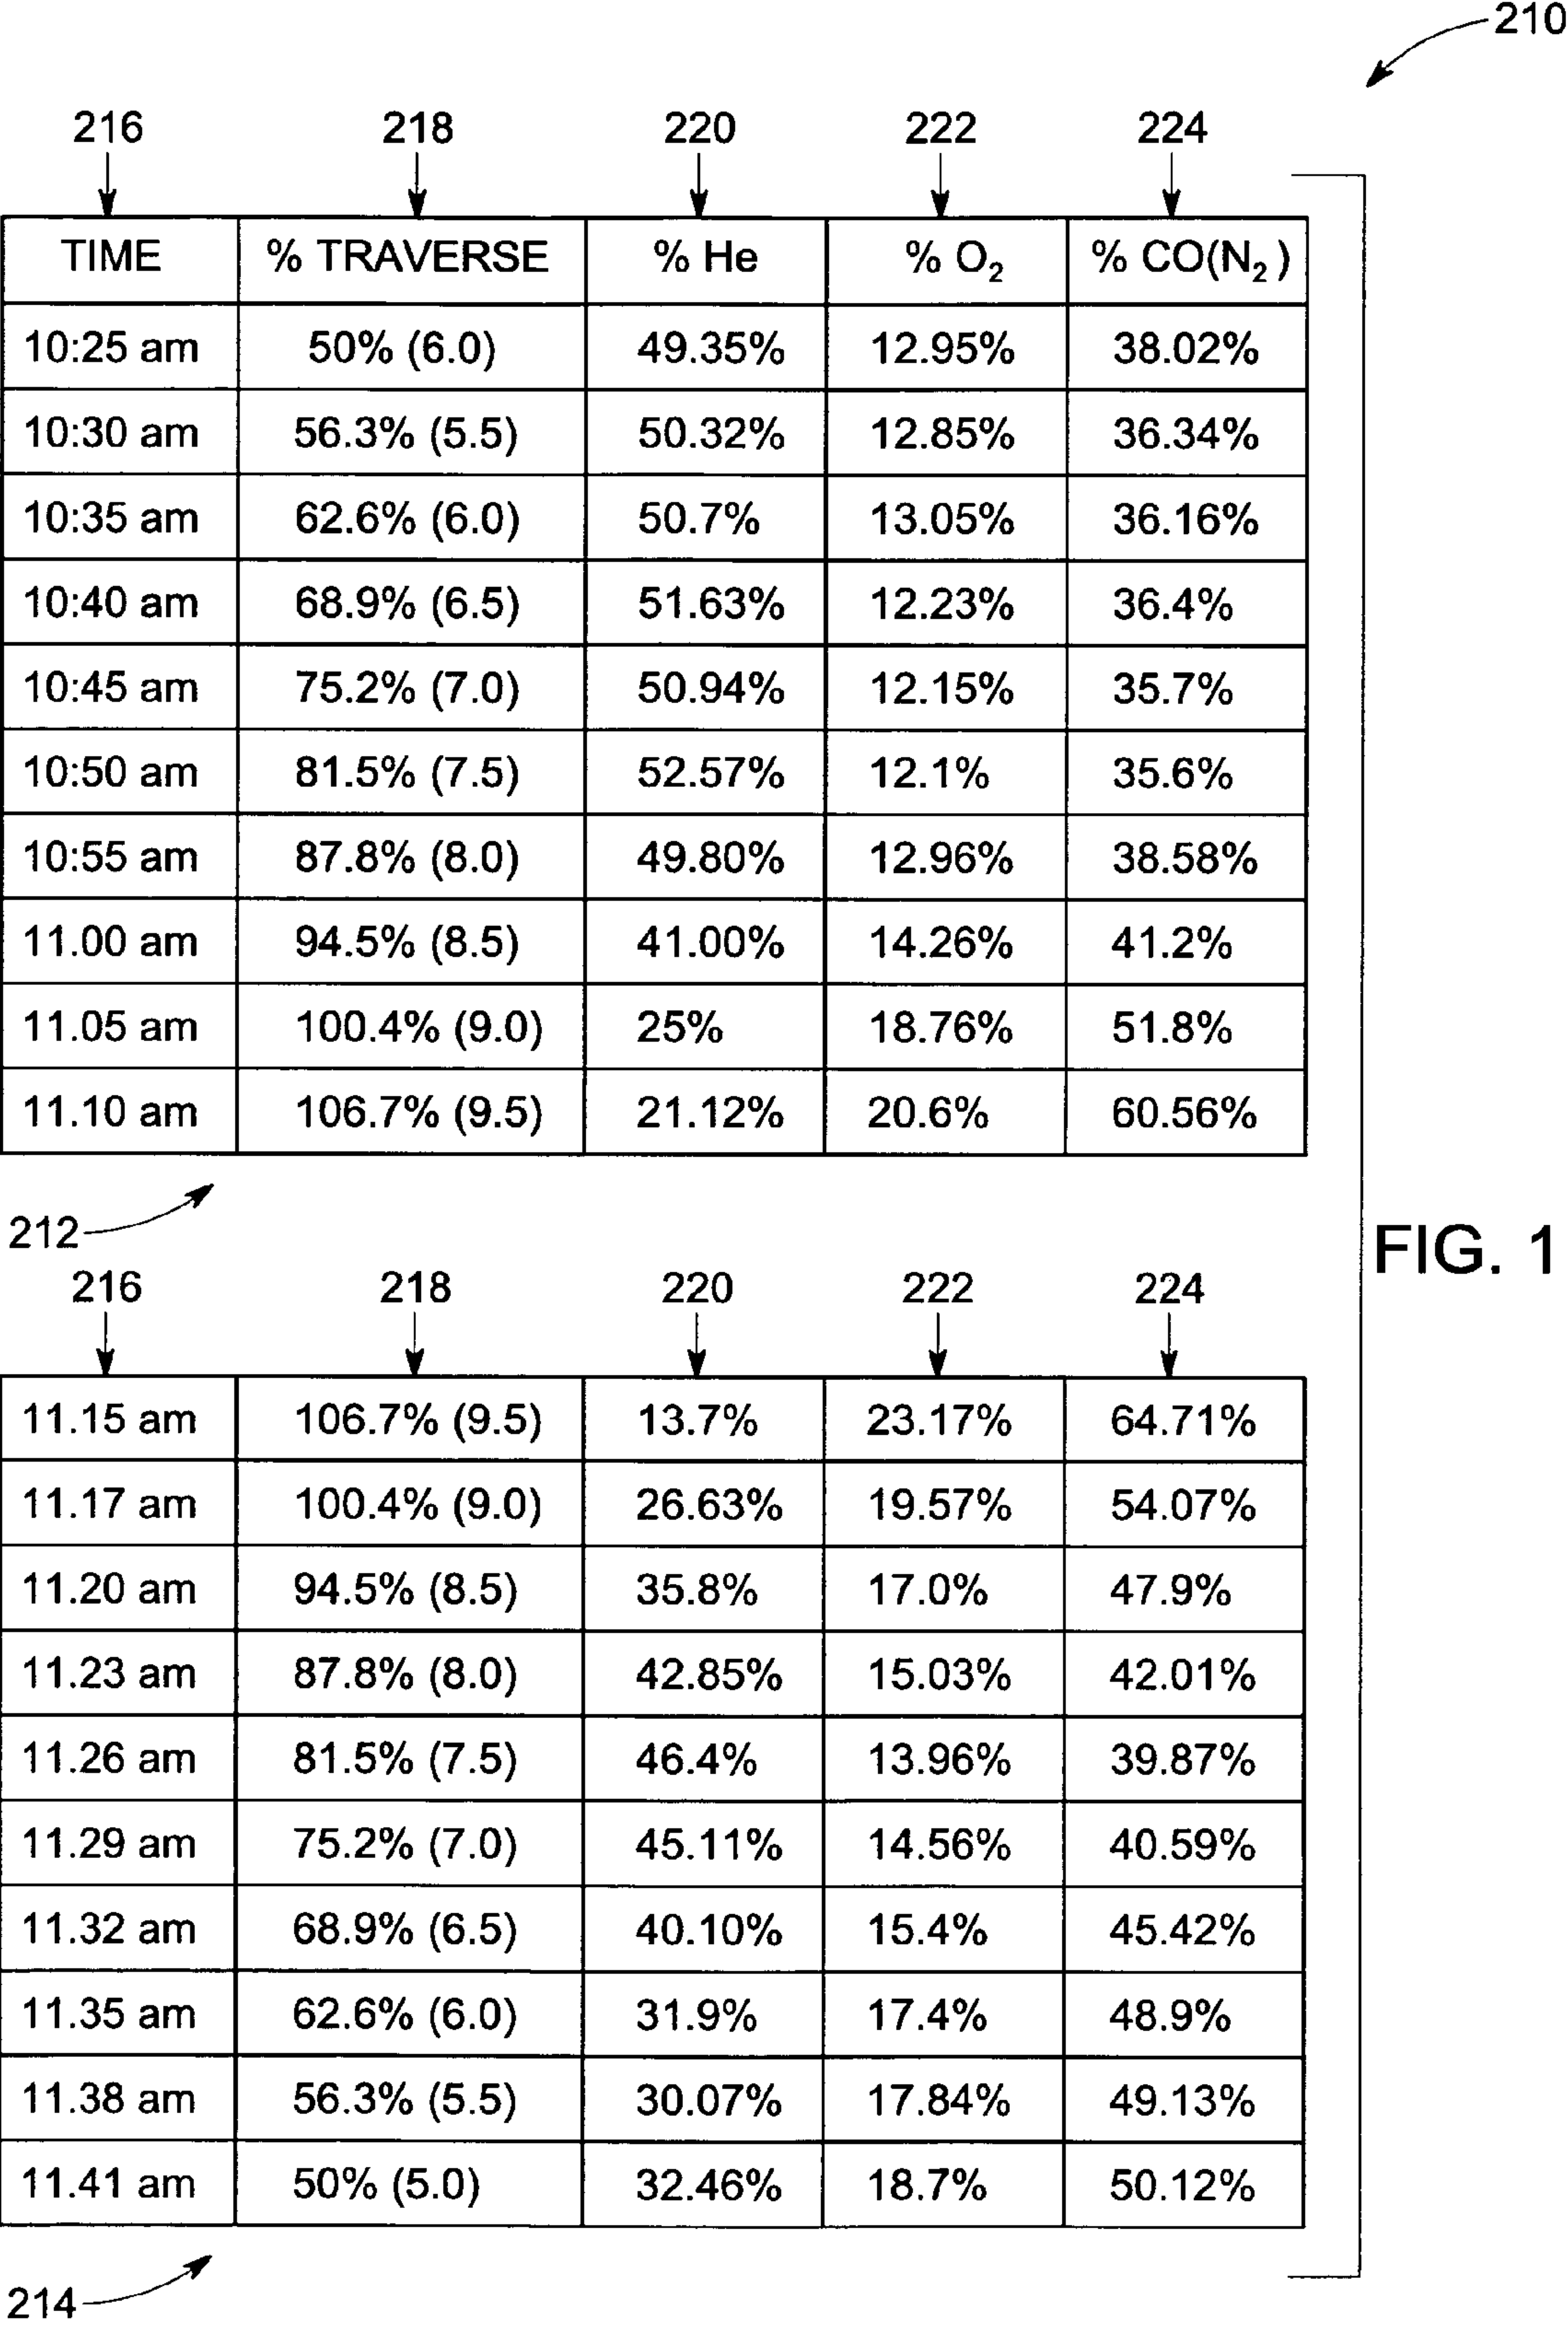 210
216 218 220 222 224
TIME % TRAVERSE % He % O₂ % CO(N₂ )
10:25 am 50% (6.0) 49.35% 12.95% 38.02%
10:30 am 56.3% (5.5) 50.32% 12.85% 36.34%
10:35 am 62.6% (6.0) 50.7% 13.05% 36.16%
10:40 am 68.9% (6.5) 51.63% 12.23% 36.4%
10:45 am 75.2% (7.0) 50.94% 12.15% 35.7%
10:50 am 81.5% (7.5) 52.57% 12.1% 35.6%
10:55 am 87.8% (8.0) 49.80% 12.96% 38.58%
11.00 am 94.5% (8.5) 41.00% 14.26% 41.2%
11.05 am 100.4% (9.0) 25% 18.76% 51.8%
11.10 am 106.7% (9.5) 21.12% 20.6% 60.56%
212
FIG. 1
216 218 220 222 224
11.15 am 106.7% (9.5) 13.7% 23.17% 64.71%
11.17 am 100.4% (9.0) 26.63% 19.57% 54.07%
11.20 am 94.5% (8.5) 35.8% 17.0% 47.9%
11.23 am 87.8% (8.0) 42.85% 15.03% 42.01%
11.26 am 81.5% (7.5) 46.4% 13.96% 39.87%
11.29 am 75.2% (7.0) 45.11% 14.56% 40.59%
11.32 am 68.9% (6.5) 40.10% 15.4% 45.42%
11.35 am 62.6% (6.0) 31.9% 17.4% 48.9%
11.38 am 56.3% (5.5) 30.07% 17.84% 49.13%
11.41 am 50% (5.0) 32.46% 18.7% 50.12%
214